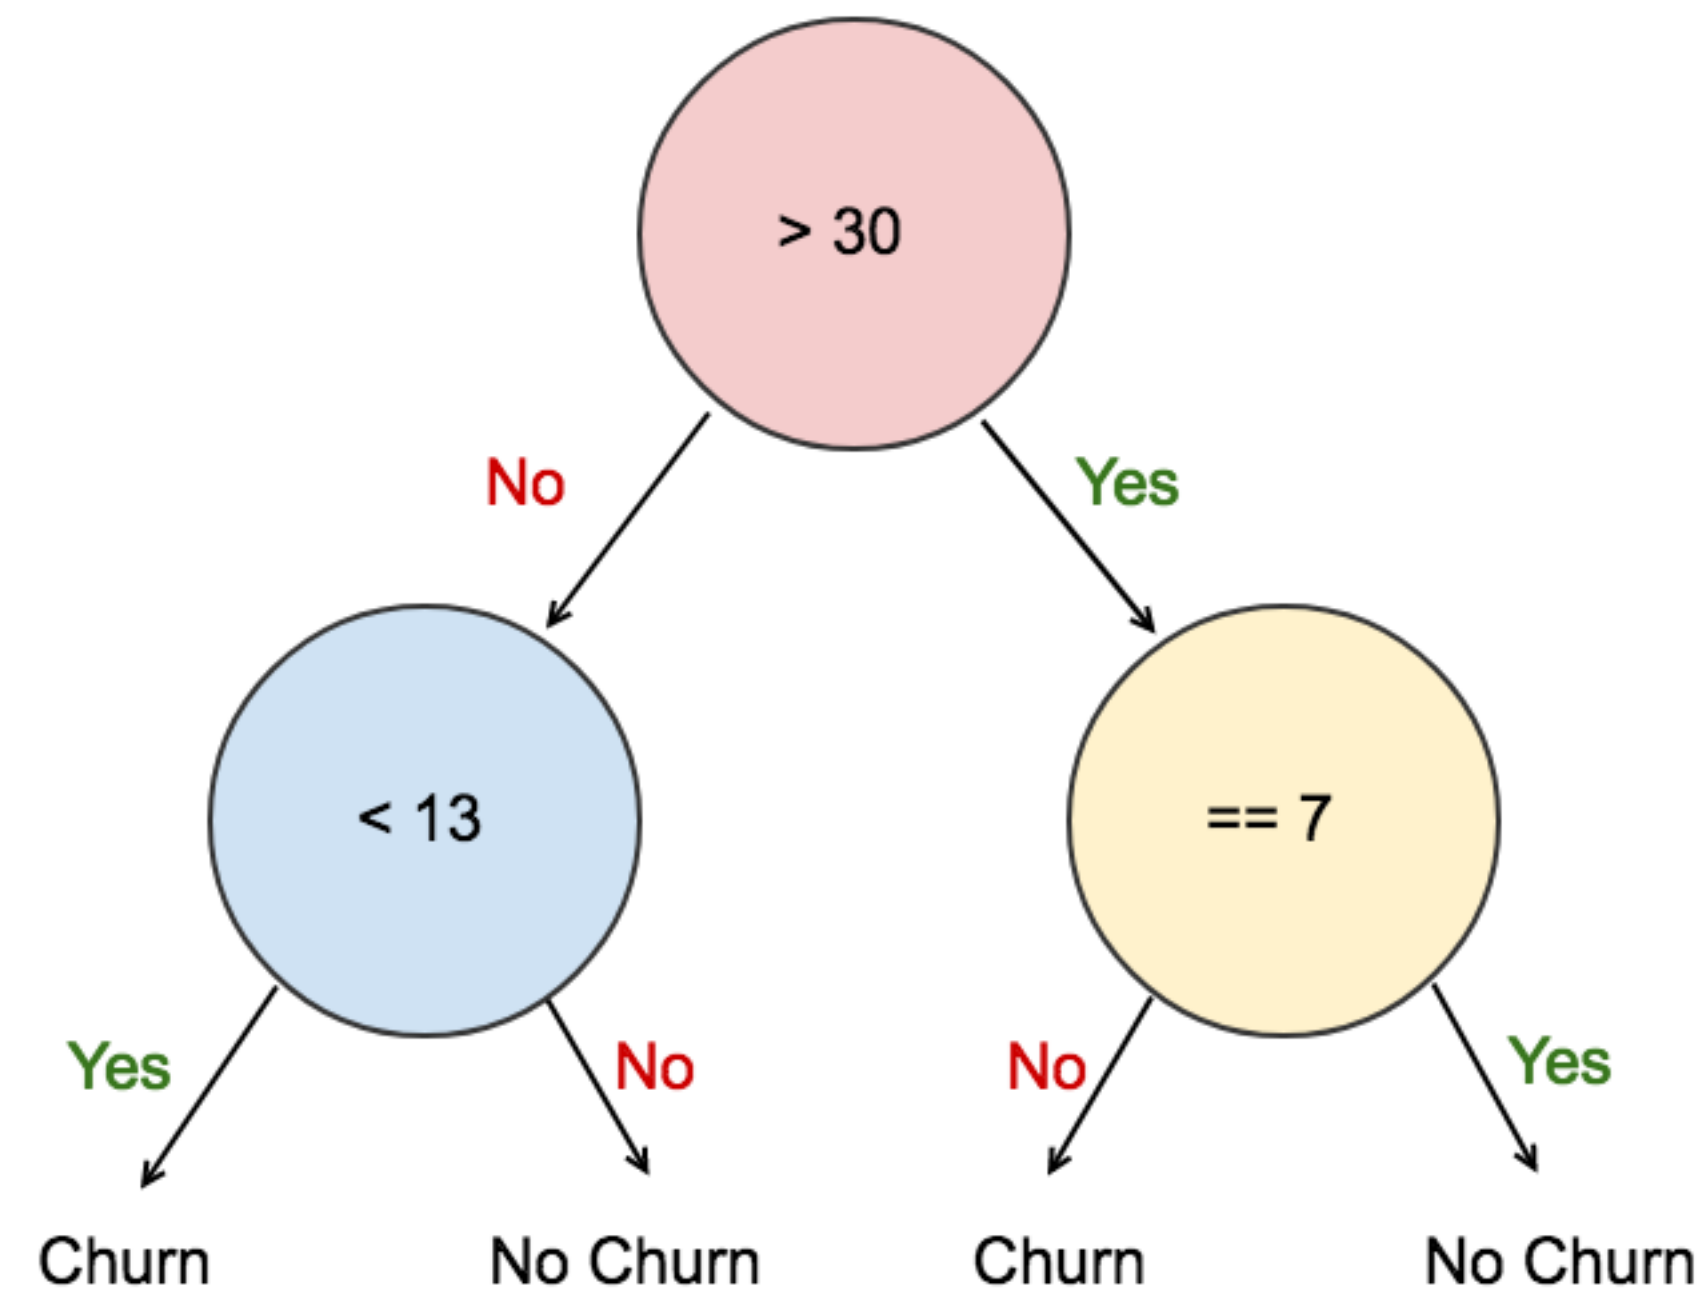 > 30
No
Yes
< 13
== 7
Yes
No
No
Yes
Churn
No Churn
Churn
No Churn